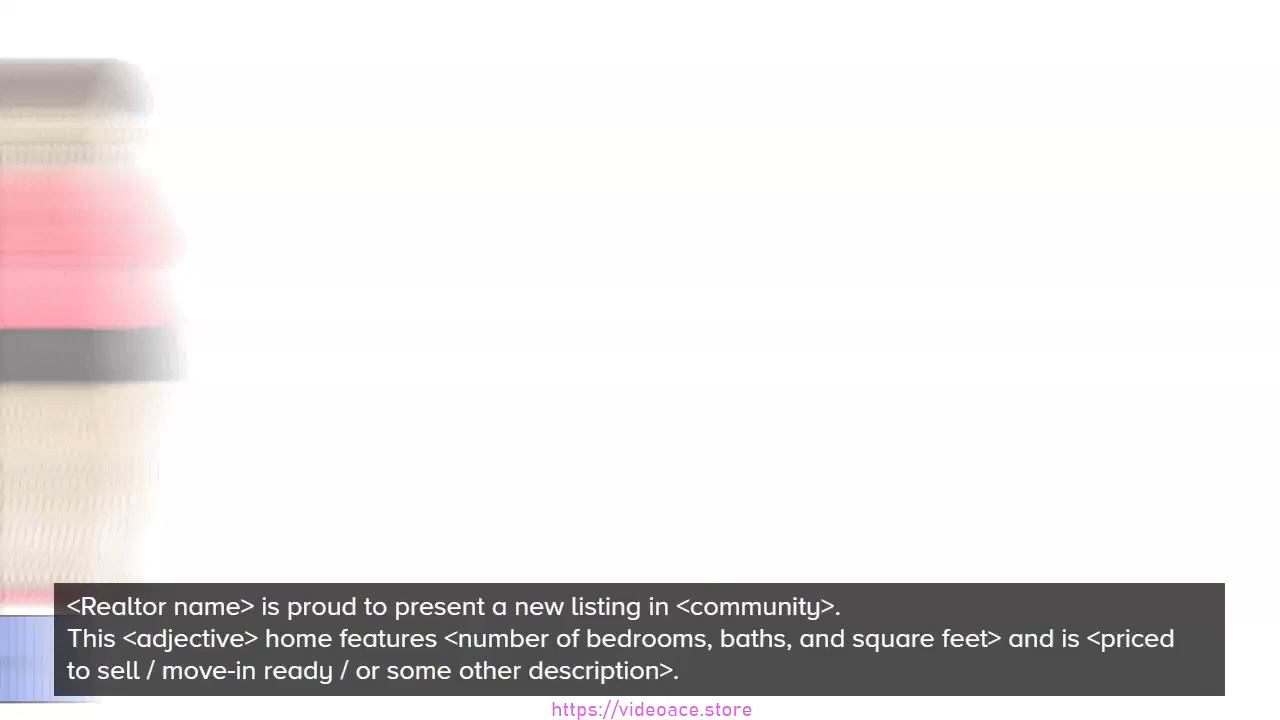 <Realtor name> is proud to present a new listing in <community>.
This <adjective> home features <number of bedrooms, baths, and square feet> and is <priced
to sell / move-in ready / or some other description>.
https://videoace.store